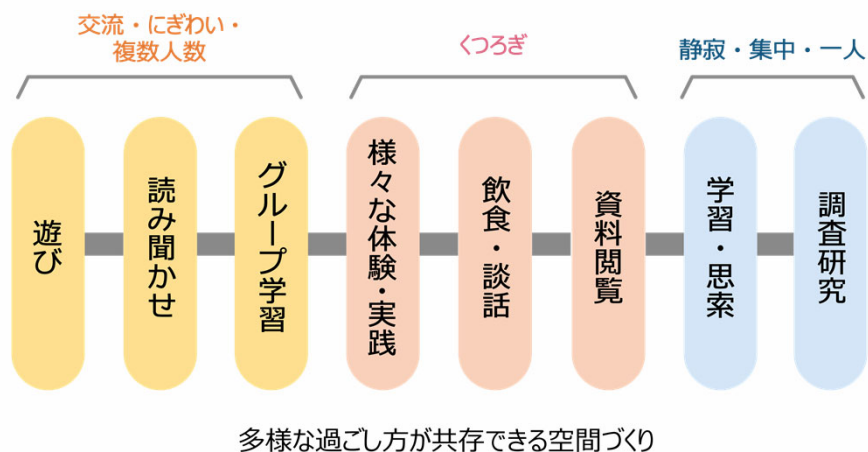 交流・にぎわい・
複数人数
くつろぎ
静寂・集中・一人
遊び
読み聞かせ
グループ学習
様々な体験・実践
飲食・談話
資料閲覧
学習・思索
調査研究
多様な過ごし方が共存できる空間づくり